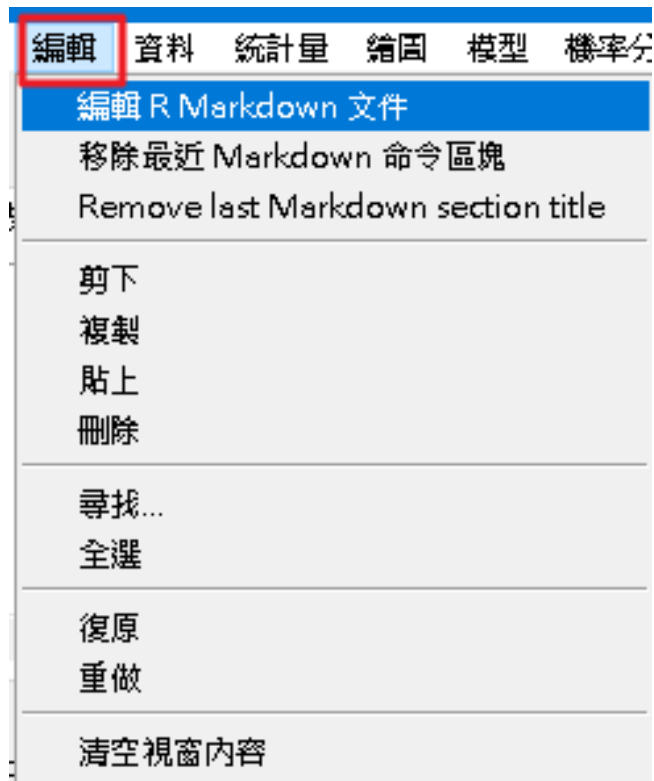 編輯 資料 統計量 繪圖 模型 機率分
編輯 R Markdown 文件
移除最近 Markdown 命令區塊
Remove last Markdown section title
剪下
複製
貼上
刪除
尋找...
全選
復原
重做
清空視窗內容